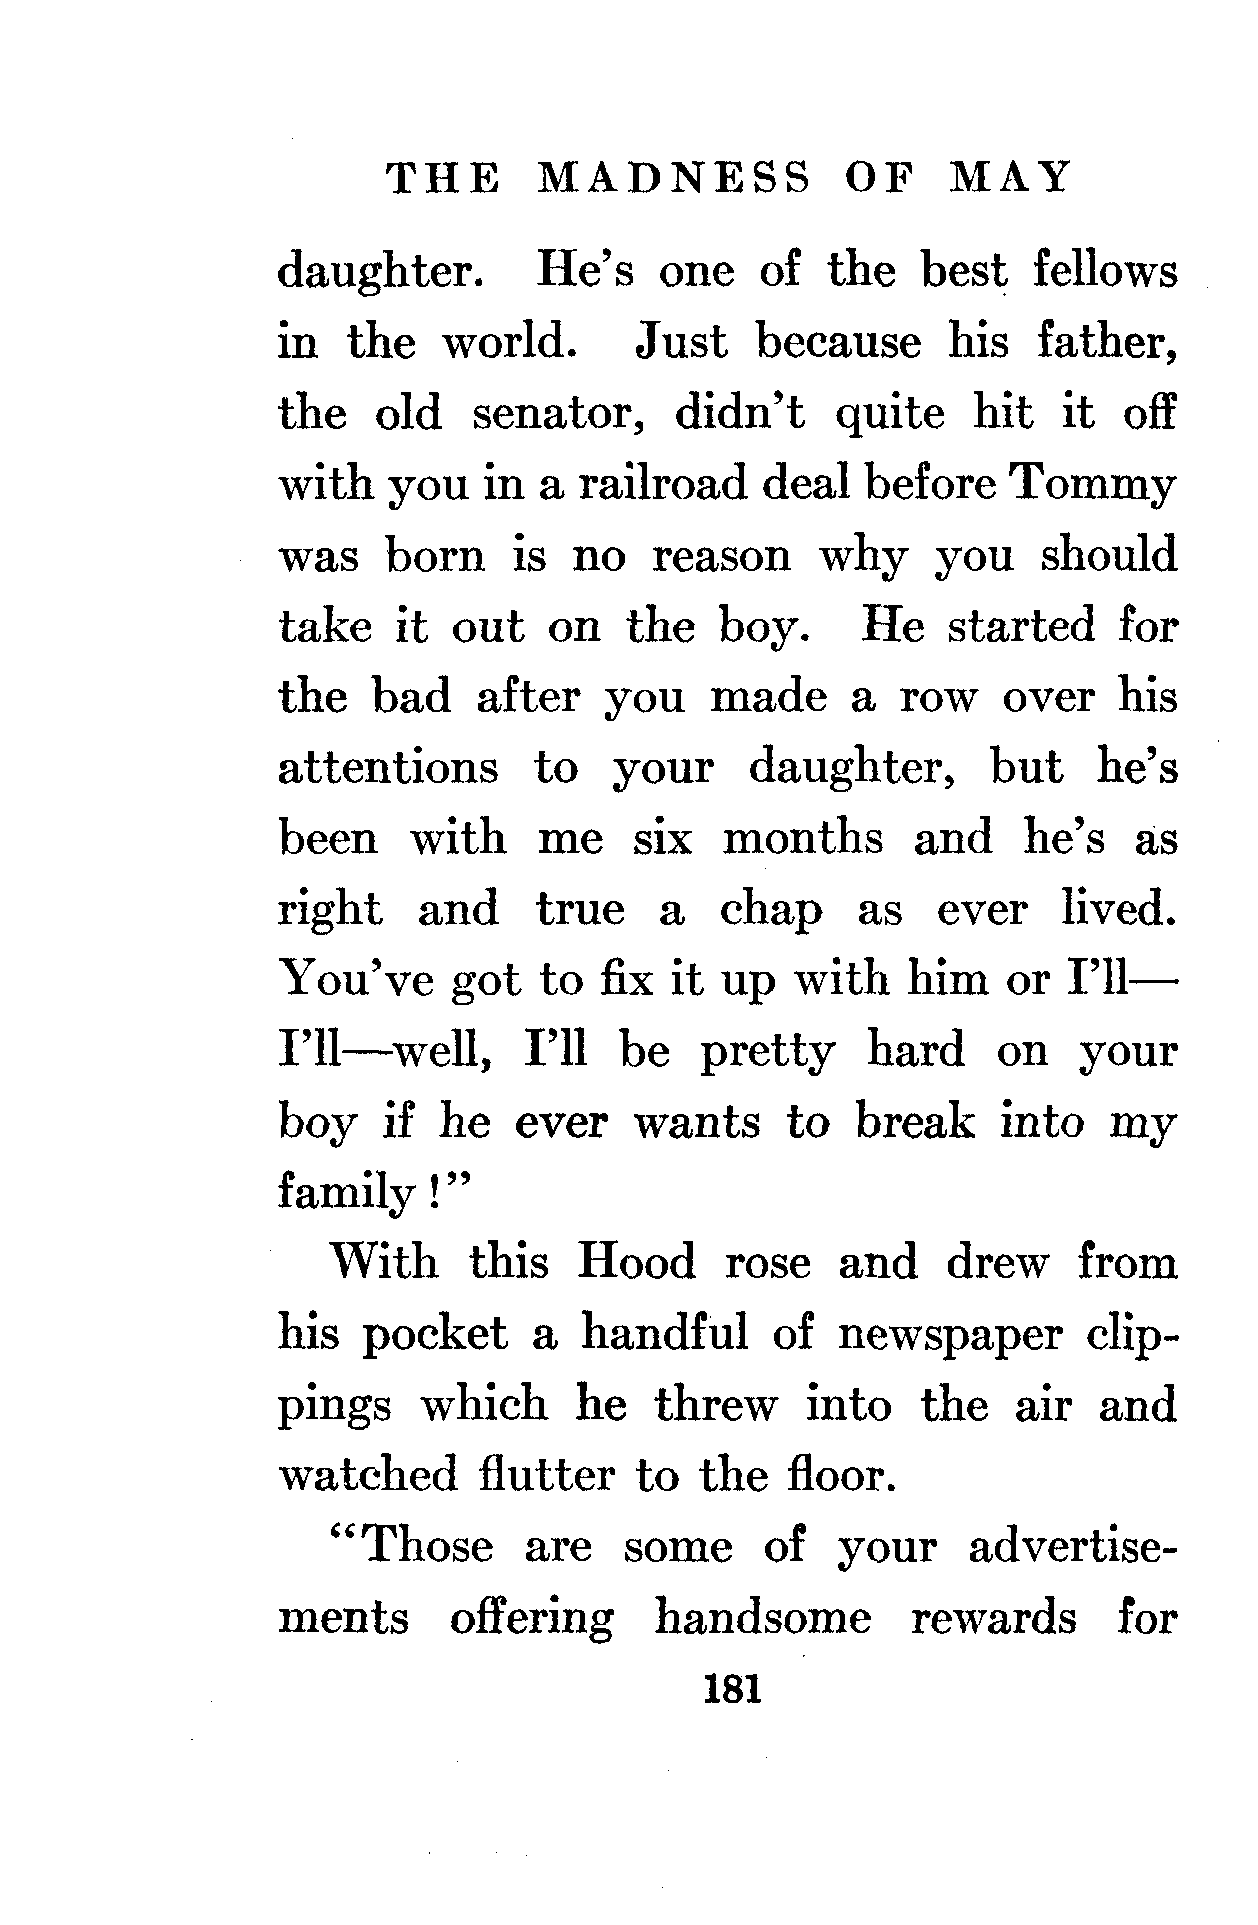 THE MADNESS OF MAY
daughter. He's one of the best fellows
in the world. Just because his father,
the old senator, didn't quite hit it off
with you in a railroad deal before Tommy
was born is no reason why you should
take it out on the boy. He started for
the bad after you made a row over his
attentions to your daughter, but he's
been with me six months and he's as
right and true a chap as ever lived.
You've got to fix it up with him or I'll—
I'll—well, I'll be pretty hard on your
boy if he ever wants to break into my
family!"
With this Hood rose and drew from
his pocket a handful of newspaper clip-
pings which he threw into the air and
watched flutter to the floor.
"Those are some of your advertise-
ments offering handsome rewards for
181